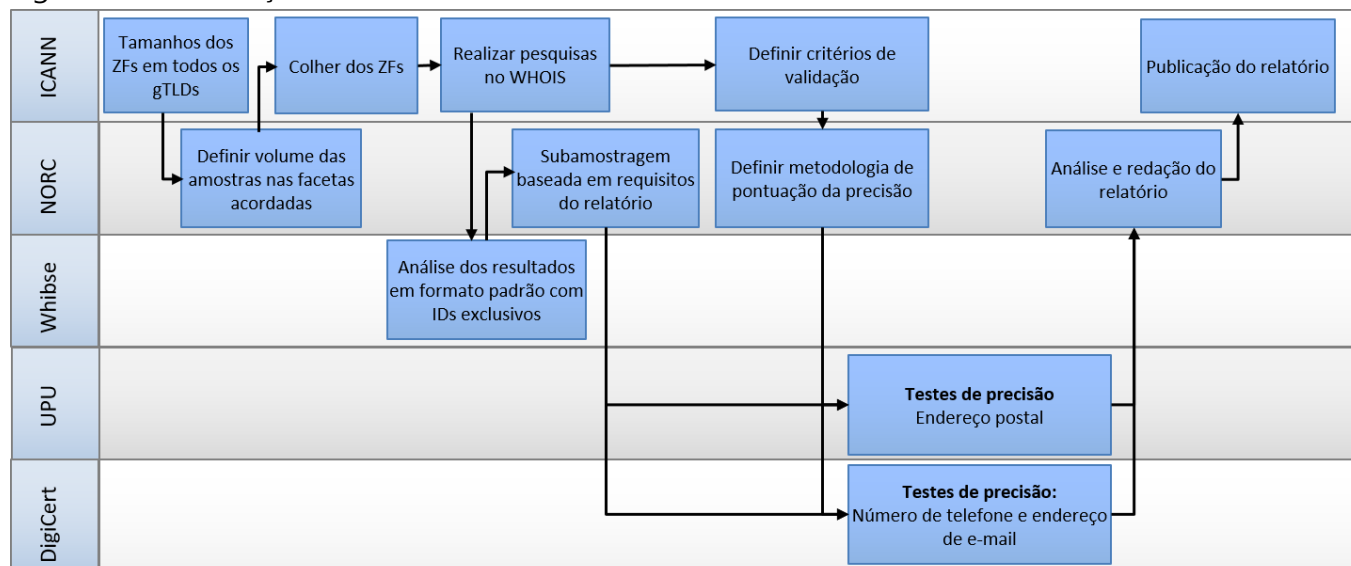 ICANN
Tamanhos dos
ZFs em todos os
gTLDs
Colher dos ZFs
Realizar pesquisas
no WHOIS
Definir critérios de
validação
Publicação do relatório
NORC
Definir volume das
amostras nas facetas
acordadas
Subamostragem
baseada em requisitos
do relatório
Definir metodologia de
pontuação da precisão
Análise e redação do
relatório
Whibse
Análise dos resultados
em formato padrão com
IDs exclusivos
UPU
Testes de precisão
Endereço postal
DigiCert
Testes de precisão:
Número de telefone e endereço
de e-mail